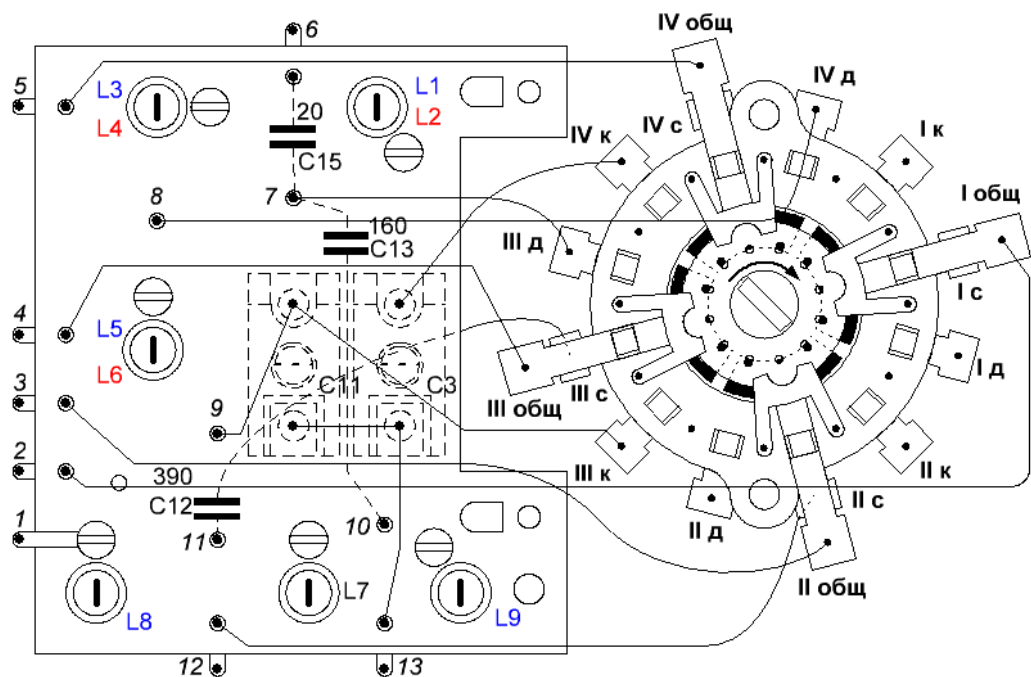 IV общ
6
5
L3
L1
IV д
L4
20
L2
I к
IV к
IV с
C15
8
7
I общ
160
III д
C13
I с
4
L5
L6
I д
3
C11
C3
III общ
III с
9
2
III к
II к
390
C12
II с
II д
1
11
10
L7
II общ
L8
L9
12
13